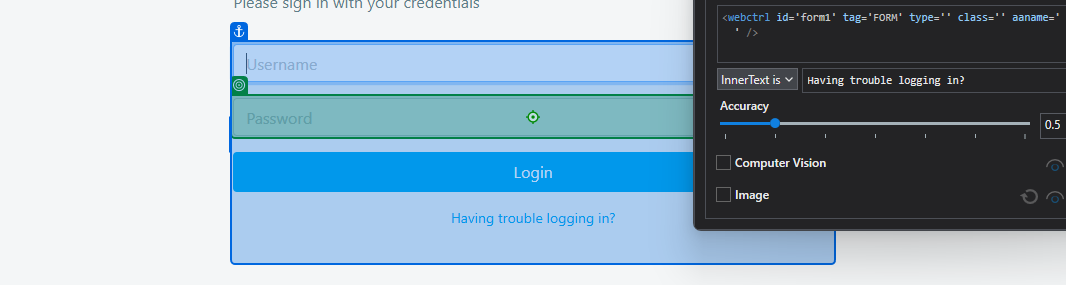 Please sign in with your credentials
Username
Password
Login
Having trouble logging in?
<webctrl id='form1' tag='FORM' type='' class='' aaname='
' />
InnerText is
Having trouble logging in?
Accuracy
0.5
Computer Vision
Image